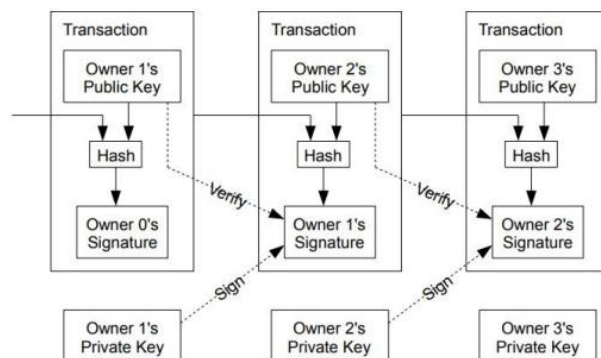 Transaction
Owner 1's
Public Key
Hash
Owner 0's
Signature
Transaction
Owner 2's
Public Key
Hash
Verify
Owner 1's
Signature
Transaction
Owner 3's
Public Key
Hash
Verify
Owner 2's
Signature
Owner 1's
Private Key
Sign
Owner 2's
Private Key
Sign
Owner 3's
Private Key